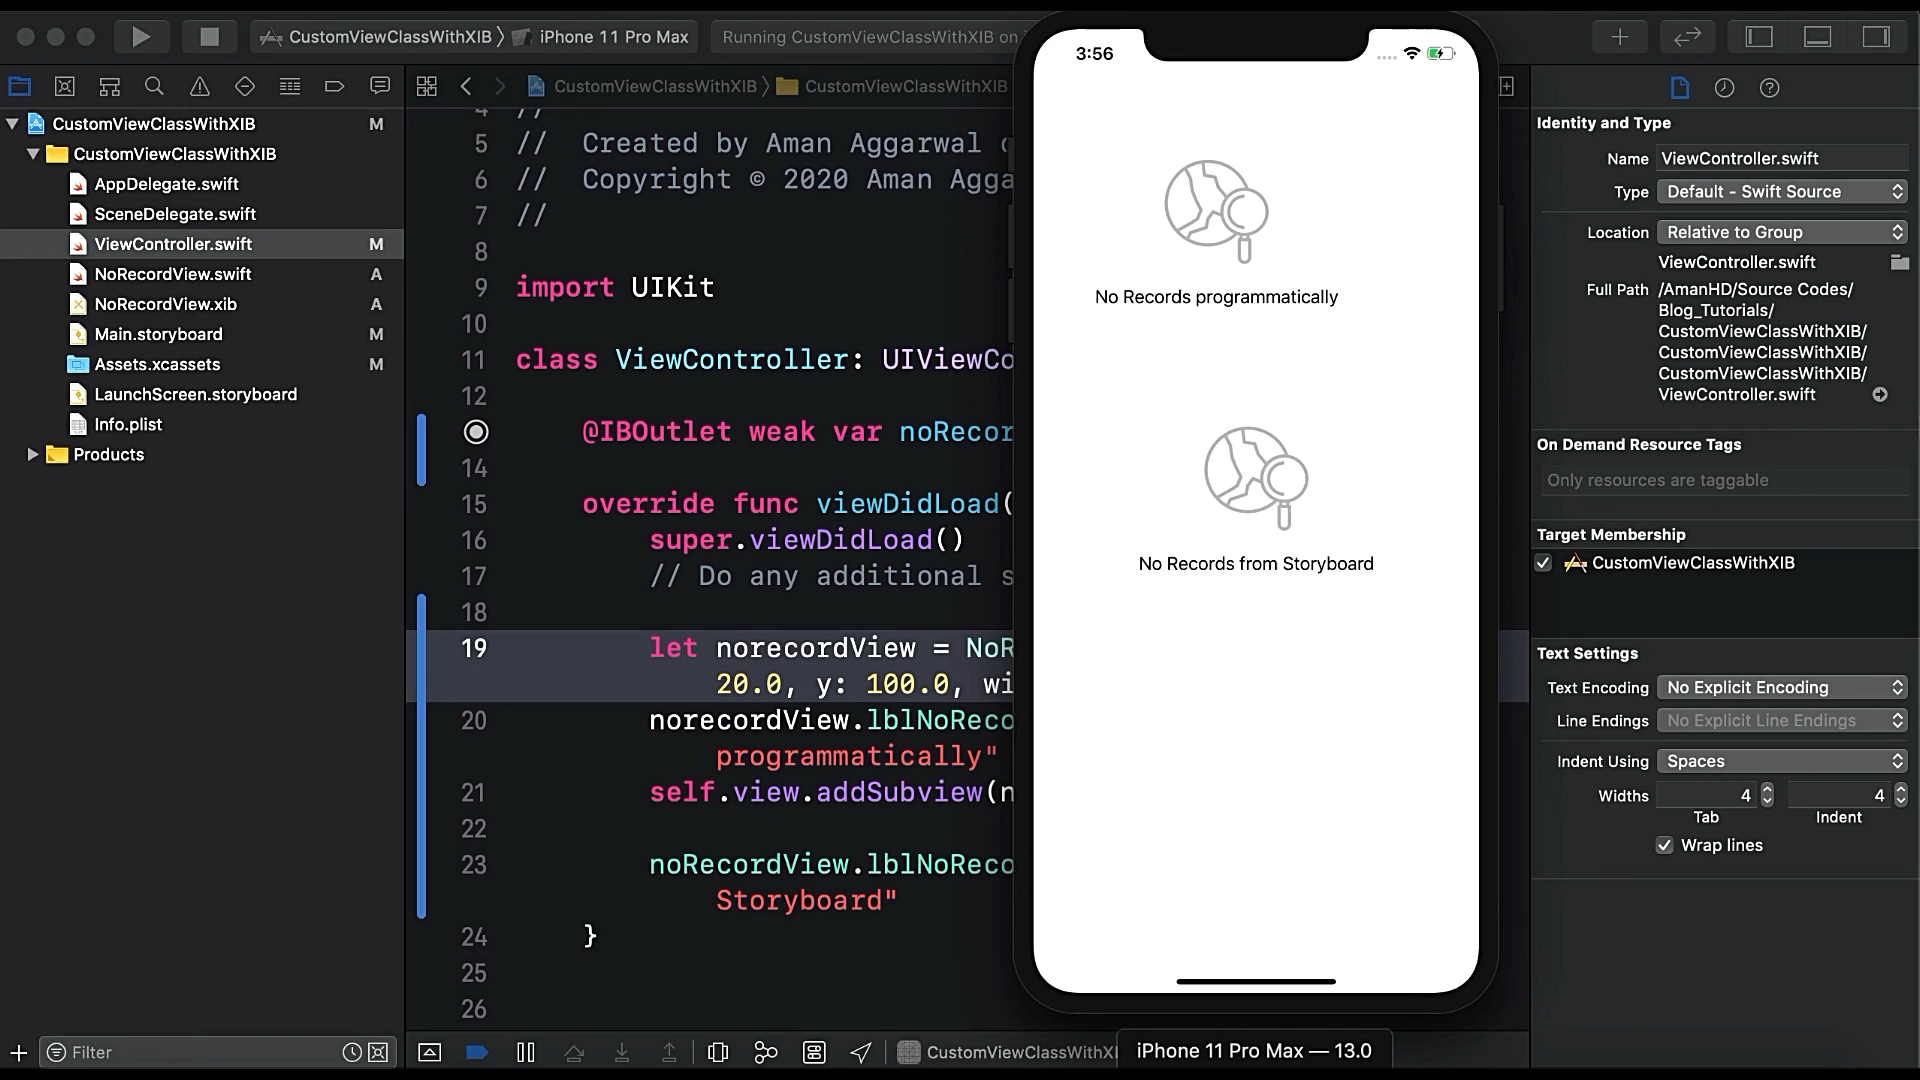 CustomViewClassWithXIB
iPhone 11 Pro Max
Running CustomViewClassWithXIB on
CustomViewClassWithXIB
CustomViewClassWithXIB
CustomViewClassWithXIB M
CustomViewClassWithXIB
AppDelegate.swift
SceneDelegate.swift
ViewController.swift M
NoRecordView.swift A
NoRecordView.xib A
Main.storyboard M
Assets.xcassets M
LaunchScreen.storyboard
Info.plist
Products
Filter
4 //
5 // Created by Aman Aggarwal
6 // Copyright © 2020 Aman Agga
7 //
8
9 import UIKit
10
11 class ViewController: UIViewCo
12
@IBOutlet weak var noRecor
14
15 override func viewDidLoad(
16 super.viewDidLoad()
17 // Do any additional s
18
19 let norecordView = NoR
20.0, y: 100.0, wi
20 norecordView.lblNoReco
programmatically"
21 self.view.addSubview(n
22
23 noRecordView.lblNoReco
Storyboard"
24 }
25
26
CustomViewClassWithXI
3:56
No Records programmatically
No Records from Storyboard
iPhone 11 Pro Max — 13.0
Identity and Type
Name ViewController.swift
Type Default - Swift Source
Location Relative to Group
ViewController.swift
Full Path /AmanHD/Source Codes/
Blog_Tutorials/
CustomViewClassWithXIB/
CustomViewClassWithXIB/
CustomViewClassWithXIB/
ViewController.swift
On Demand Resource Tags
Only resources are taggable
Target Membership
CustomViewClassWithXIB
Text Settings
Text Encoding No Explicit Encoding
Line Endings No Explicit Line Endings
Indent Using Spaces
Widths 4 4
Tab Indent
Wrap lines